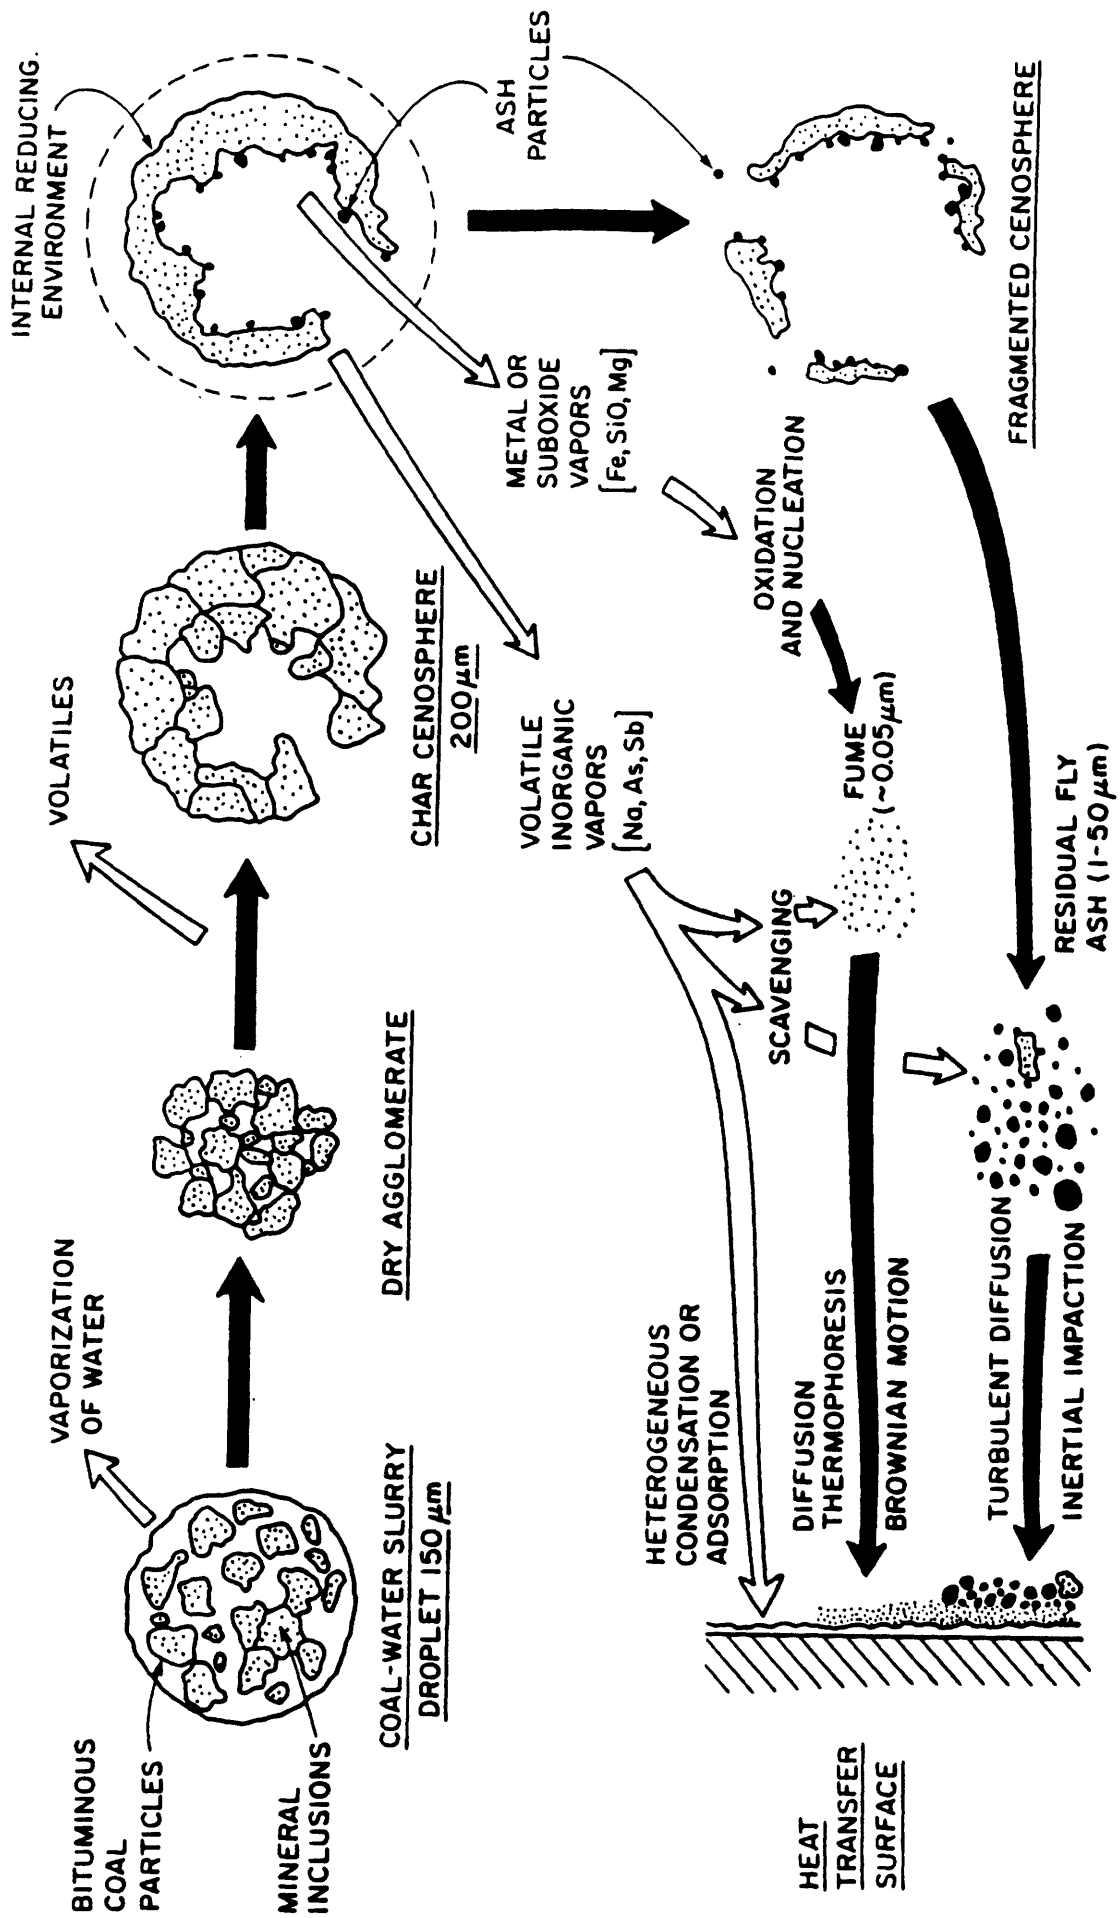 BITUMINOUS
COAL
PARTICLES
MINERAL
INCLUSIONS
COAL-WATER SLURRY
DROPLET 150 μm
VAPORIZATION
OF WATER
DRY AGGLOMERATE
VOLATILES
CHAR CENOSPHERE
200 μm
INTERNAL REDUCING.
ENVIRONMENT
ASH
PARTICLES
METAL OR
SUBOXIDE
VAPORS
[Fe, SiO, Mg]
VOLATILE
INORGANIC
VAPORS
[Na, As, Sb]
OXIDATION
AND NUCLEATION
FRAGMENTED CENOSPHERE
FUME
(~0.05 μm)
SCAVENGING
RESIDUAL FLY
ASH (1-50 μm)
HETEROGENEOUS
CONDENSATION OR
ADSORPTION
DIFFUSION
THERMOPHORESIS
BROWNIAN MOTION
TURBULENT DIFFUSION
INERTIAL IMPACTION
HEAT
TRANSFER
SURFACE